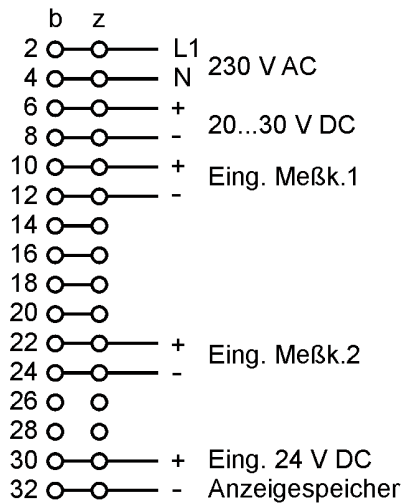 b z
2 L1
230 V AC
4 N
6 +
20...30 V DC
8 -
10 +
Eing. Meßk.1
12 -
14
16
18
20
22 +
Eing. Meßk.2
24 -
26
28
30 + Eing. 24 V DC
32 - Anzeigespeicher